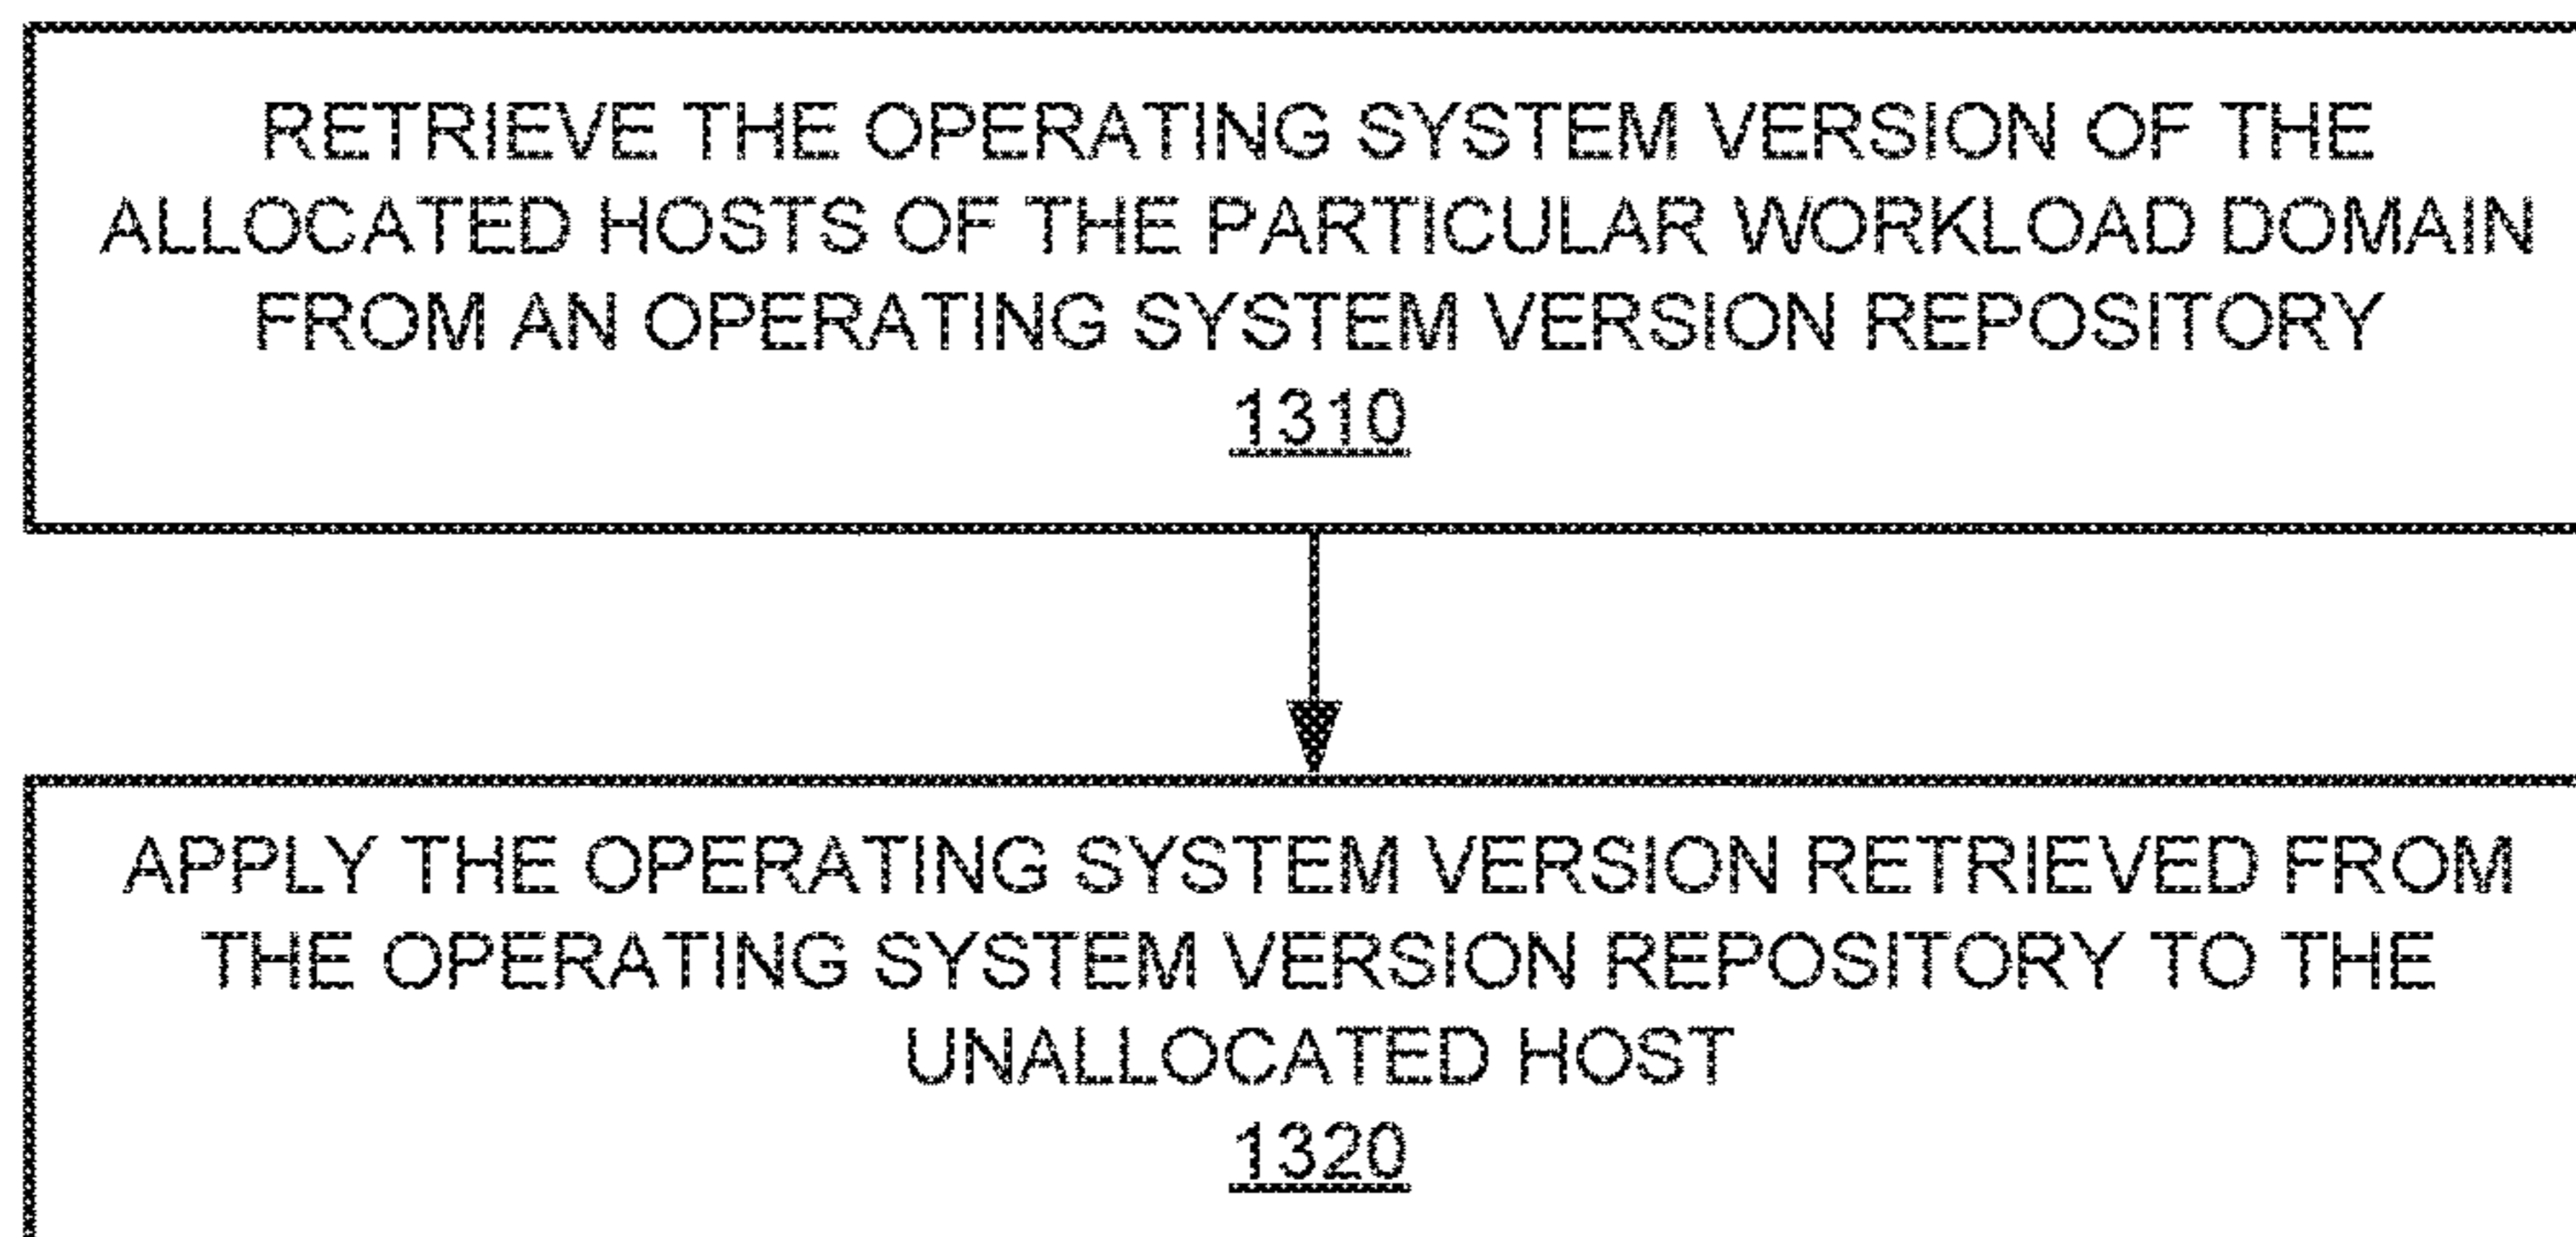 RETRIEVE THE OPERATING SYSTEM VERSION OF THE
ALLOCATED HOSTS OF THE PARTICULAR WORKLOAD DOMAIN
FROM AN OPERATING SYSTEM VERSION REPOSITORY
1310
APPLY THE OPERATING SYSTEM VERSION RETRIEVED FROM
THE OPERATING SYSTEM VERSION REPOSITORY TO THE
UNALLOCATED HOST
1320